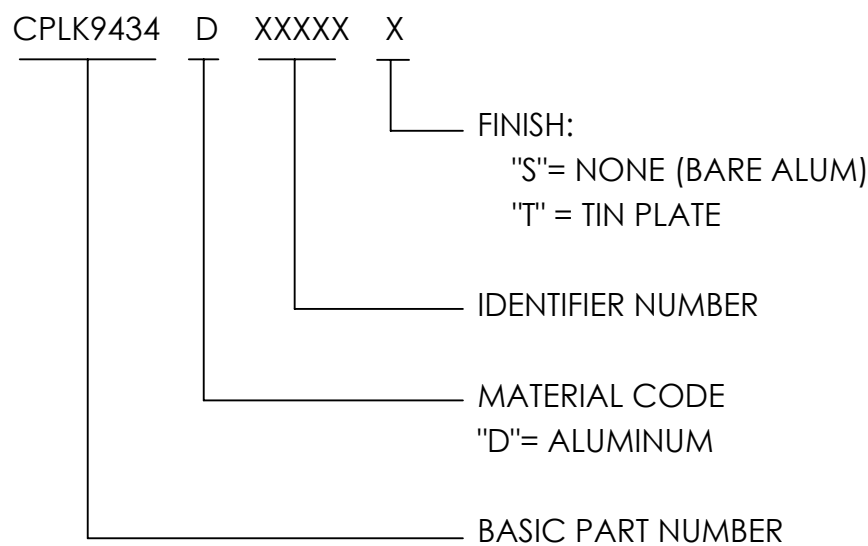 CPLK9434 D XXXXX X
FINISH:
"S"= NONE (BARE ALUM)
"T" = TIN PLATE
IDENTIFIER NUMBER
MATERIAL CODE
"D"= ALUMINUM
BASIC PART NUMBER